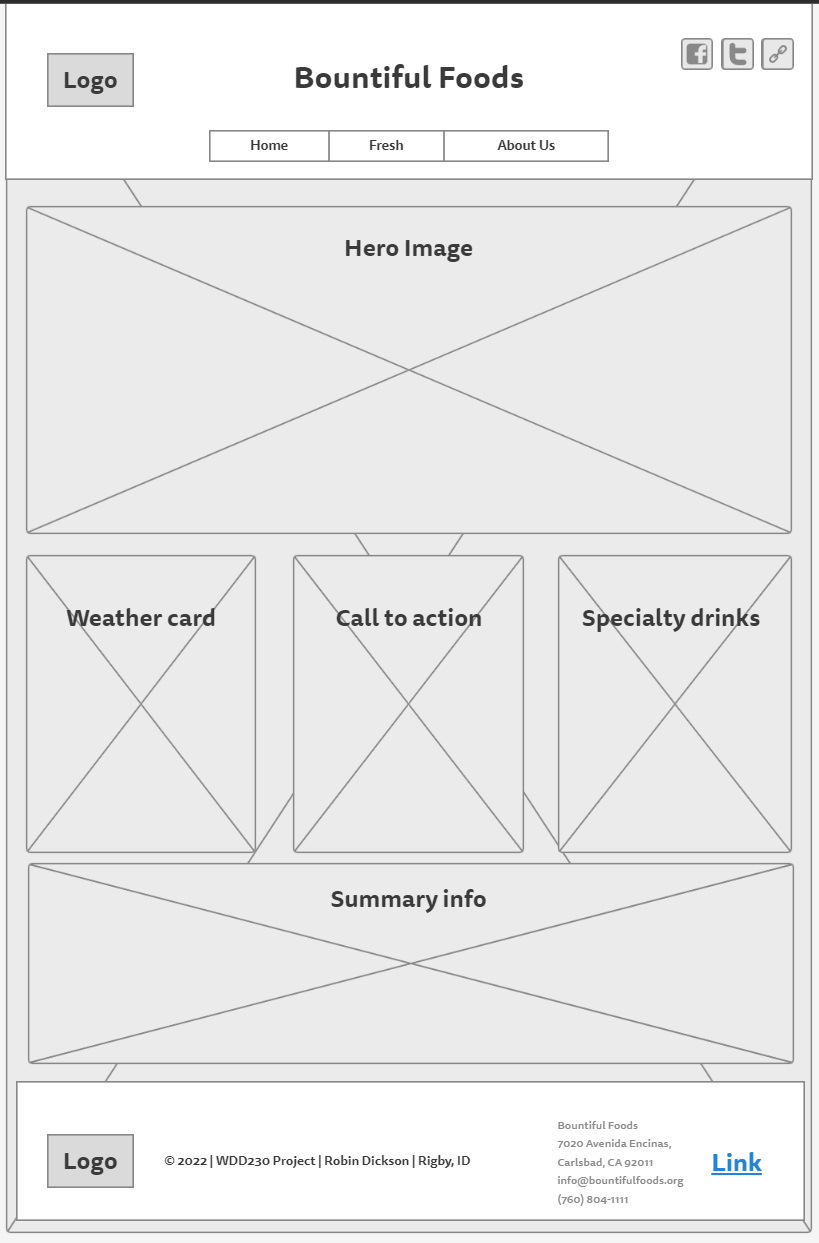 Logo
Bountiful Foods
Home
Fresh
About Us
Hero Image
Weather card
Call to action
Specialty drinks
Summary info
Logo
© 2022 | WDD230 Project | Robin Dickson | Rigby, ID
Bountiful Foods
7020 Avenida Encinas,
Carlsbad, CA 92011
info@bountifulfoods.org
(760) 804-1111
Link